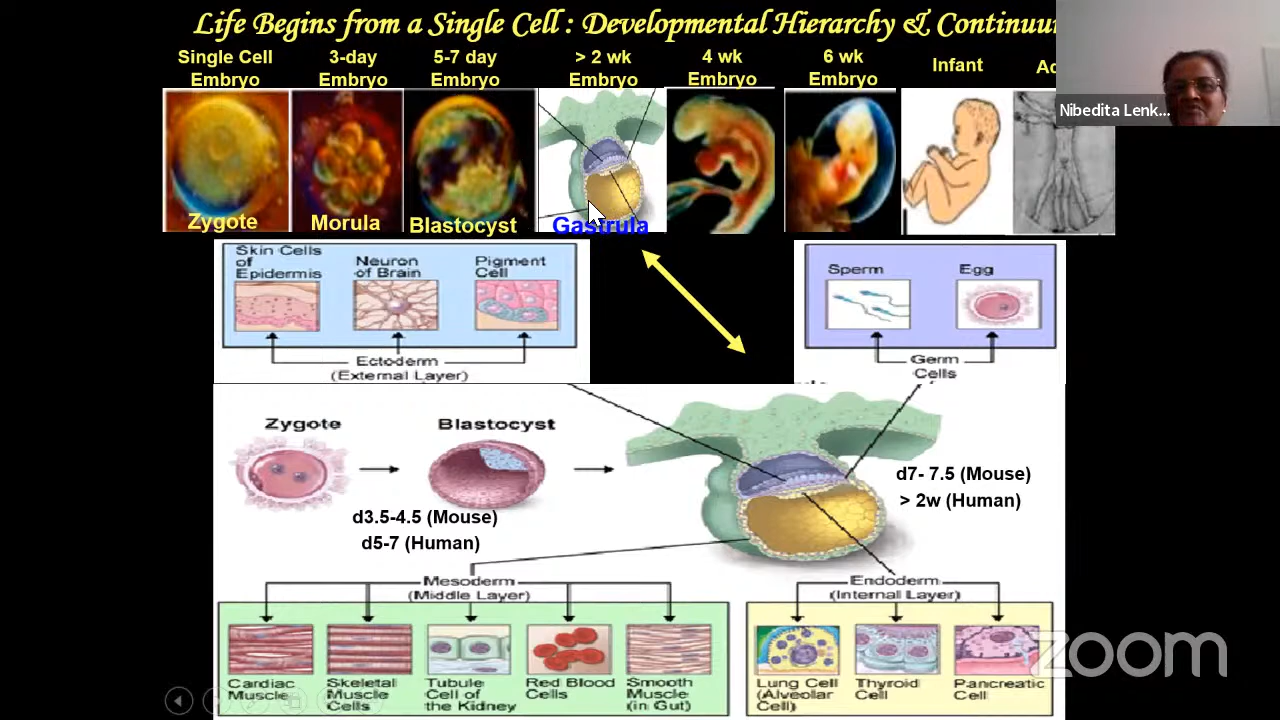 Life Begins from a Single Cell : Developmental Hierarchy & Continuu
Single Cell
Embryo
3-day
Embryo
5-7 day
Embryo
> 2 wk
Embryo
4 wk
Embryo
6 wk
Embryo
Infant
Nibedita Lenk...
Zygote
Morula
Blastocyst
Gastrula
Skin Cells
of
Epidermis
Neuron
of Brain
Pigment
Cell
Ectoderm
(External Layer)
Sperm
Egg
Germ
Cells
Zygote
Blastocyst
d3.5-4.5 (Mouse)
d5-7 (Human)
d7- 7.5 (Mouse)
> 2w (Human)
Mesoderm
(Middle Layer)
Endoderm
(Internal Layer)
Cardiac
Muscle
Skeletal
Muscle
Cells
Tubule
Cell of
the Kidney
Red Blood
Cells
Smooth
Muscle
(in Gut)
Lung Cell
(Alveolar
Cell)
Thyroid
Cell
Pancreatic
Cell
zoom